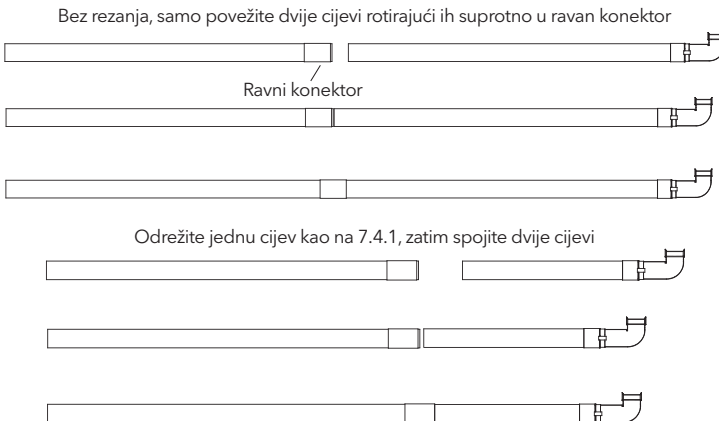 Bez rezanja, samo povežite dvije cijevi rotirajući ih suprotno u ravan konektor
Ravni konektor
Odrežite jednu cijev kao na 7.4.1, zatim spojite dvije cijevi